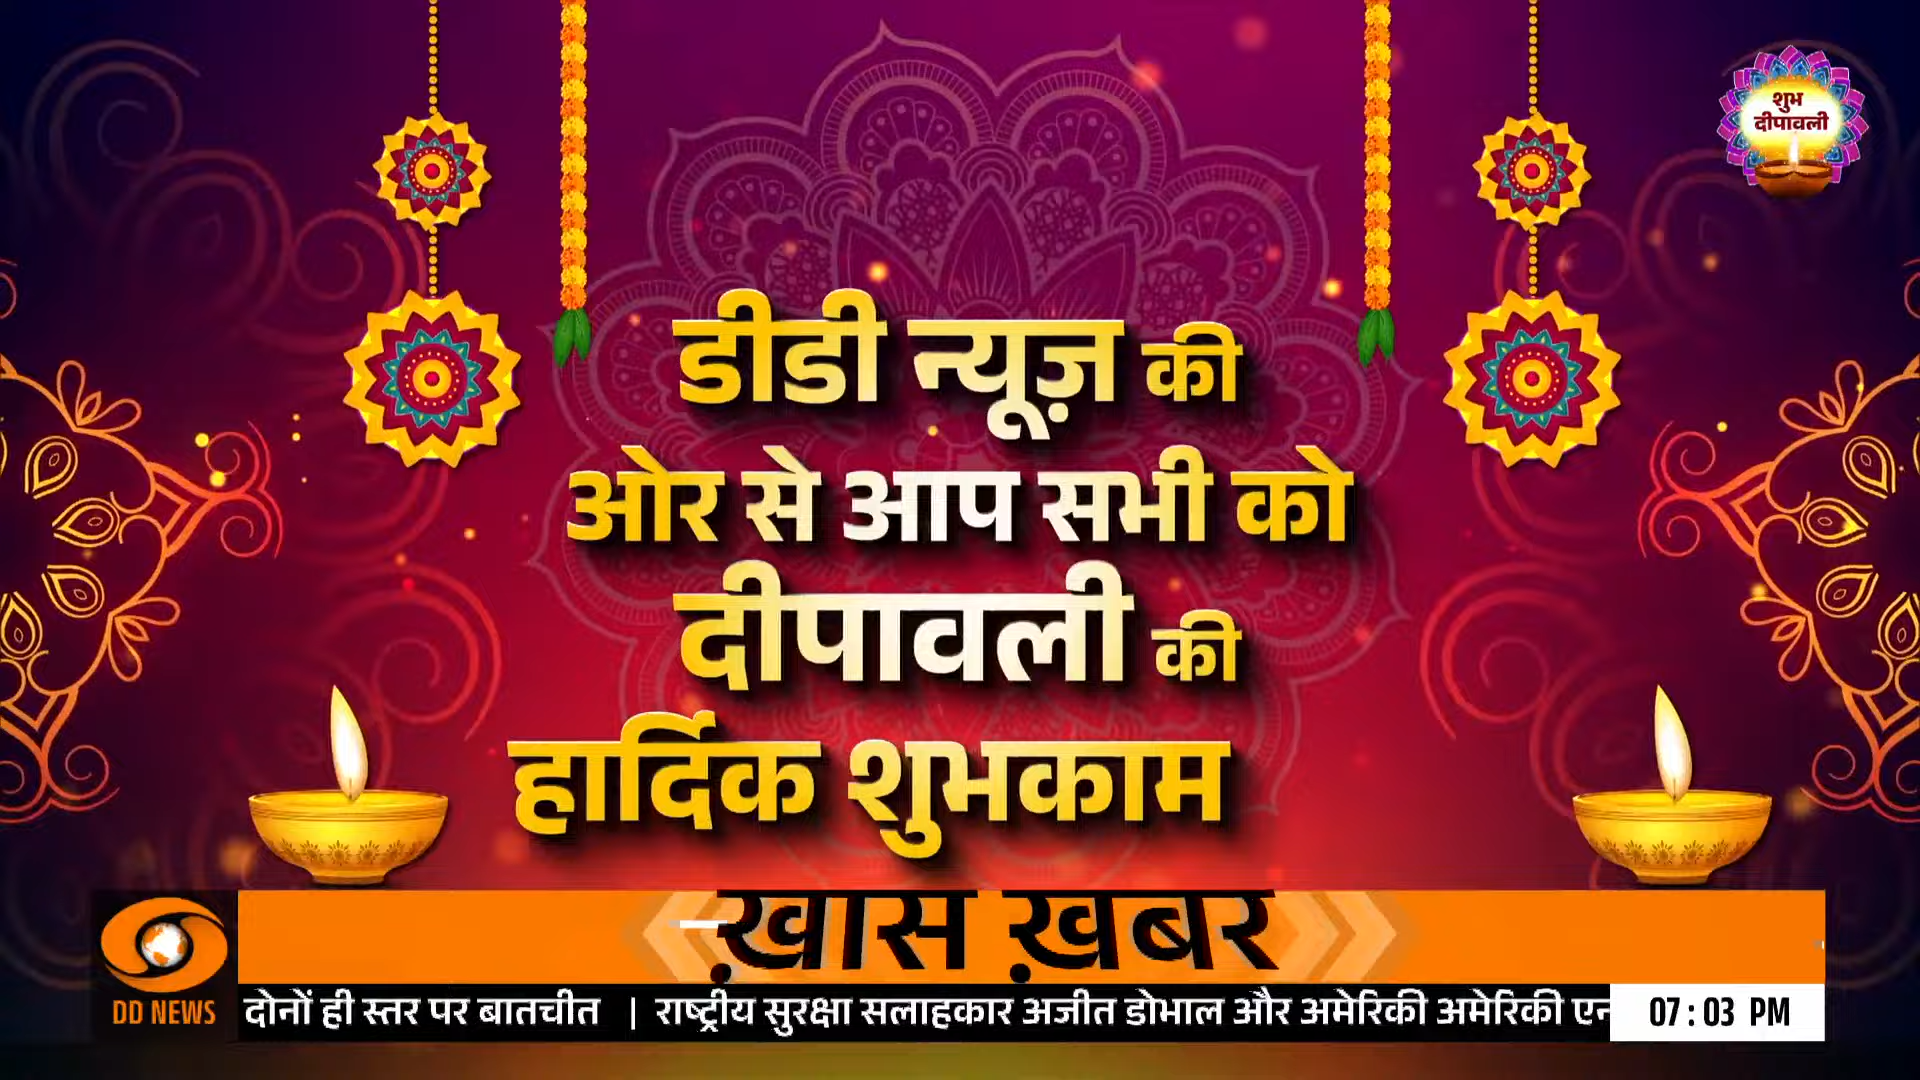 शुभ
दीपावली
डीडी न्यूज़ की
ओर से आप सभी को
दीपावली की
हार्दिक शुभकाम
ख़ास ख़बर
DD NEWS
दोनों ही स्तर पर बातचीत | राष्ट्रीय सुरक्षा सलाहकार अजीत डोभाल और अमेरिकी अमेरिकी एन
07:03 PM